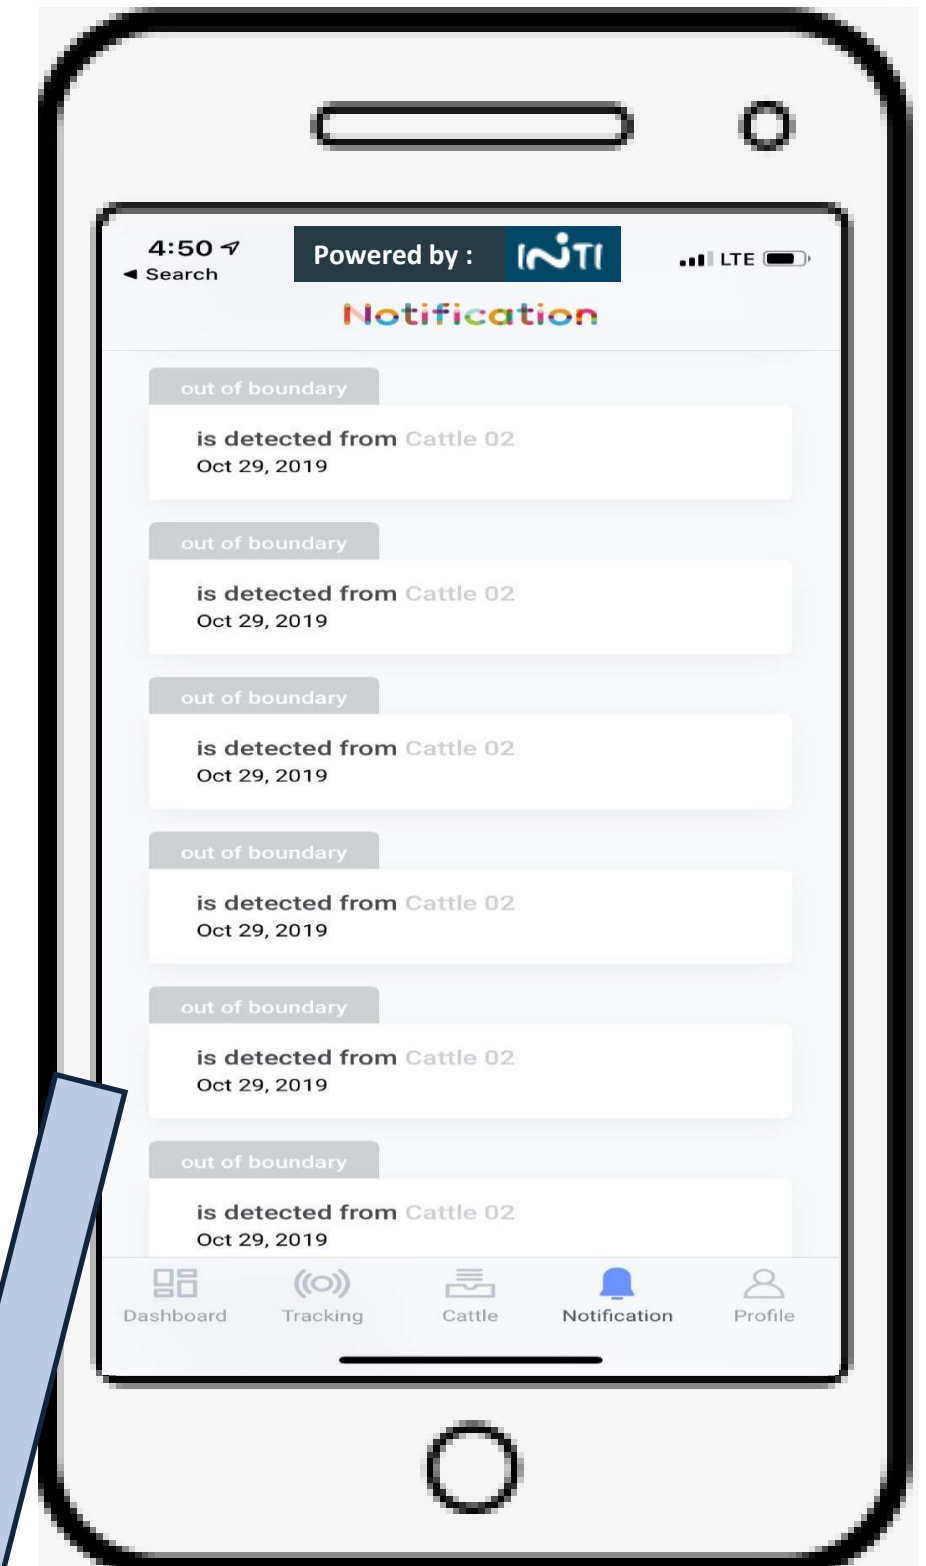 4:50
Search
Powered by :
INITI
LTE
Notification
out of boundary
is detected from Cattle 02
Oct 29, 2019
out of boundary
is detected from Cattle 02
Oct 29, 2019
out of boundary
is detected from Cattle 02
Oct 29, 2019
out of boundary
is detected from Cattle 02
Oct 29, 2019
out of boundary
is detected from Cattle 02
Oct 29, 2019
out of boundary
is detected from Cattle 02
Oct 29, 2019
Dashboard
Tracking
Cattle
Notification
Profile